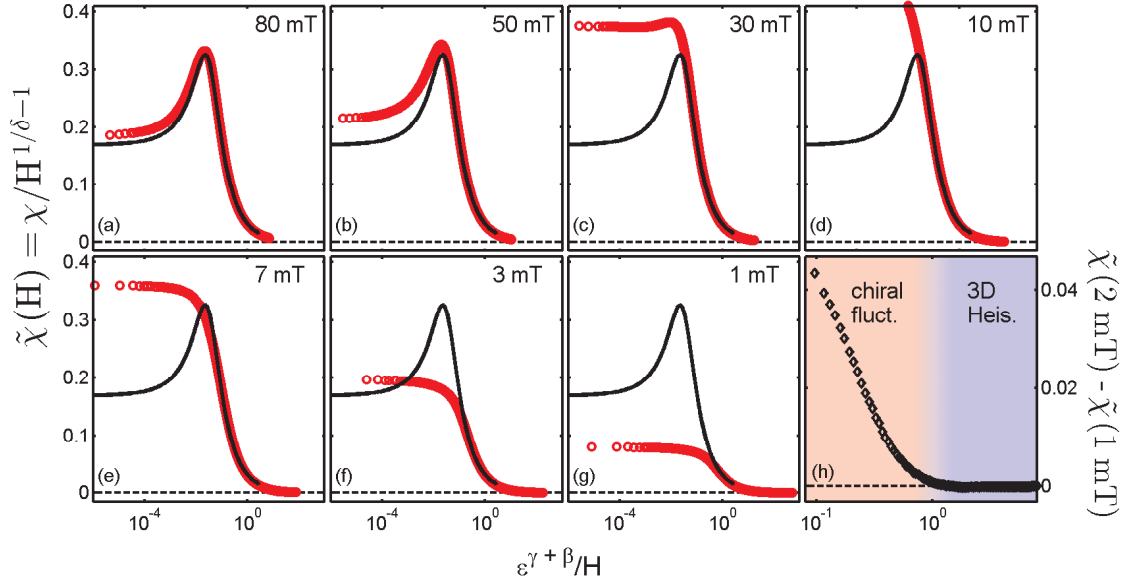 0.4
0.3
0.2
0.1
0
80 mT
(a)
50 mT
(b)
30 mT
(c)
10 mT
(d)
χ̃(H) = χ/H^{1/δ−1}
0.4
0.3
0.2
0.1
0
7 mT
(e)
3 mT
(f)
1 mT
(g)
chiral
fluct.
3D
Heis.
(h)
0.04
0.02
0
χ̃(2 mT) - χ̃(1 mT)
10^{-4} 10^{0} 10^{-4} 10^{0} 10^{-4} 10^{0} 10^{-1} 10^{0}
ε^{γ + β}/H